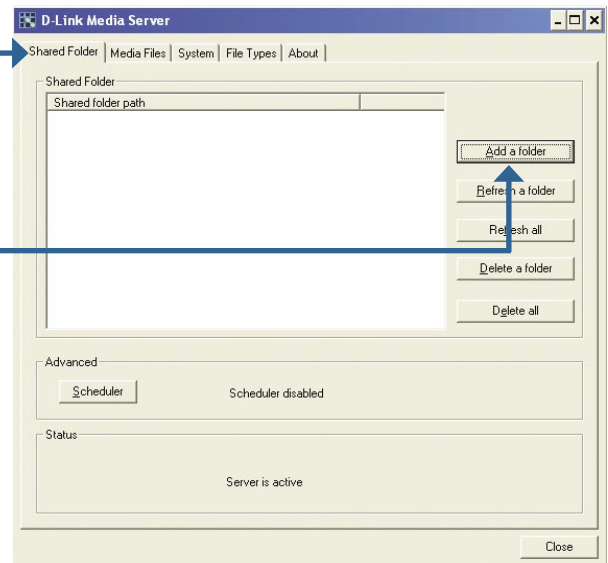 D-Link Media Server
Shared Folder Media Files System File Types About
Shared Folder
Shared folder path
Add a folder
Refresh a folder
Refresh all
Delete a folder
Delete all
Advanced
Scheduler Scheduler disabled
Status
Server is active
Close